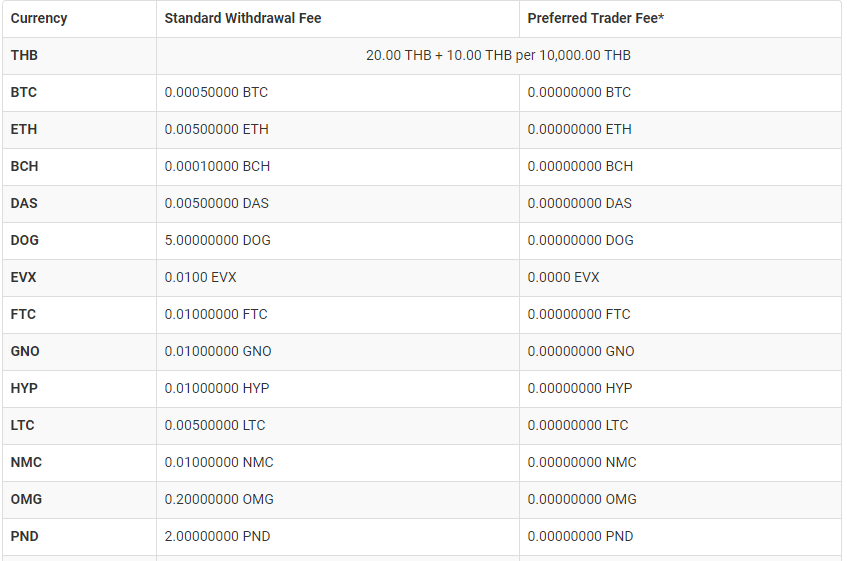 Currency Standard Withdrawal Fee Preferred Trader Fee*
THB 20.00 THB + 10.00 THB per 10,000.00 THB
BTC 0.00050000 BTC 0.00000000 BTC
ETH 0.00500000 ETH 0.00000000 ETH
BCH 0.00010000 BCH 0.00000000 BCH
DAS 0.00500000 DAS 0.00000000 DAS
DOG 5.00000000 DOG 0.00000000 DOG
EVX 0.0100 EVX 0.0000 EVX
FTC 0.01000000 FTC 0.00000000 FTC
GNO 0.01000000 GNO 0.00000000 GNO
HYP 0.01000000 HYP 0.00000000 HYP
LTC 0.00500000 LTC 0.00000000 LTC
NMC 0.01000000 NMC 0.00000000 NMC
OMG 0.20000000 OMG 0.00000000 OMG
PND 2.00000000 PND 0.00000000 PND